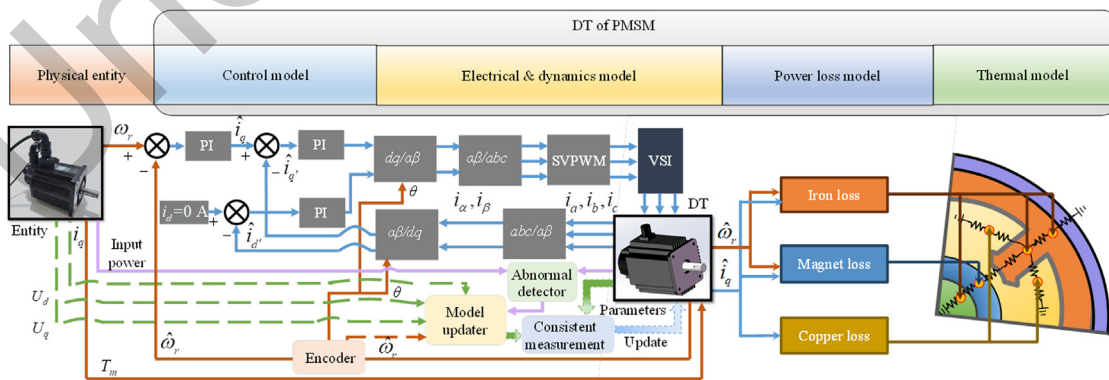 DT of PMSM
Physical entity
Control model
Electrical & dynamics model
Power loss model
Thermal model
ω_r
+
−
PI
î_q
+
−
î_q'
PI
dq/αβ
αβ/abc
SVPWM
VSI
θ
i_d=0 A
+
−
î_d'
PI
αβ/dq
i_α, i_β
abc/αβ
i_a, i_b, i_c
DT
Entity
i_q
Input
power
θ
Abnormal
detector
Parameters
U_d
U_q
Model
updater
Consistent
measurement
Update
ω̂_r
Encoder
ω̂_r
T_m
ω̂_r
î_q
Iron loss
Magnet loss
Copper loss